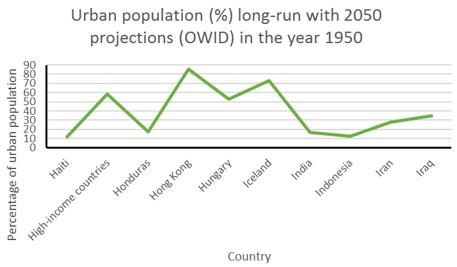 Urban population (%) long-run with 2050
projections (OWID) in the year 1950
Percentage of urban population
90
80
70
60
50
40
30
20
10
0
Haiti
High-income countries
Honduras
Hong Kong
Hungary
Iceland
India
Indonesia
Iran
Iraq
Country